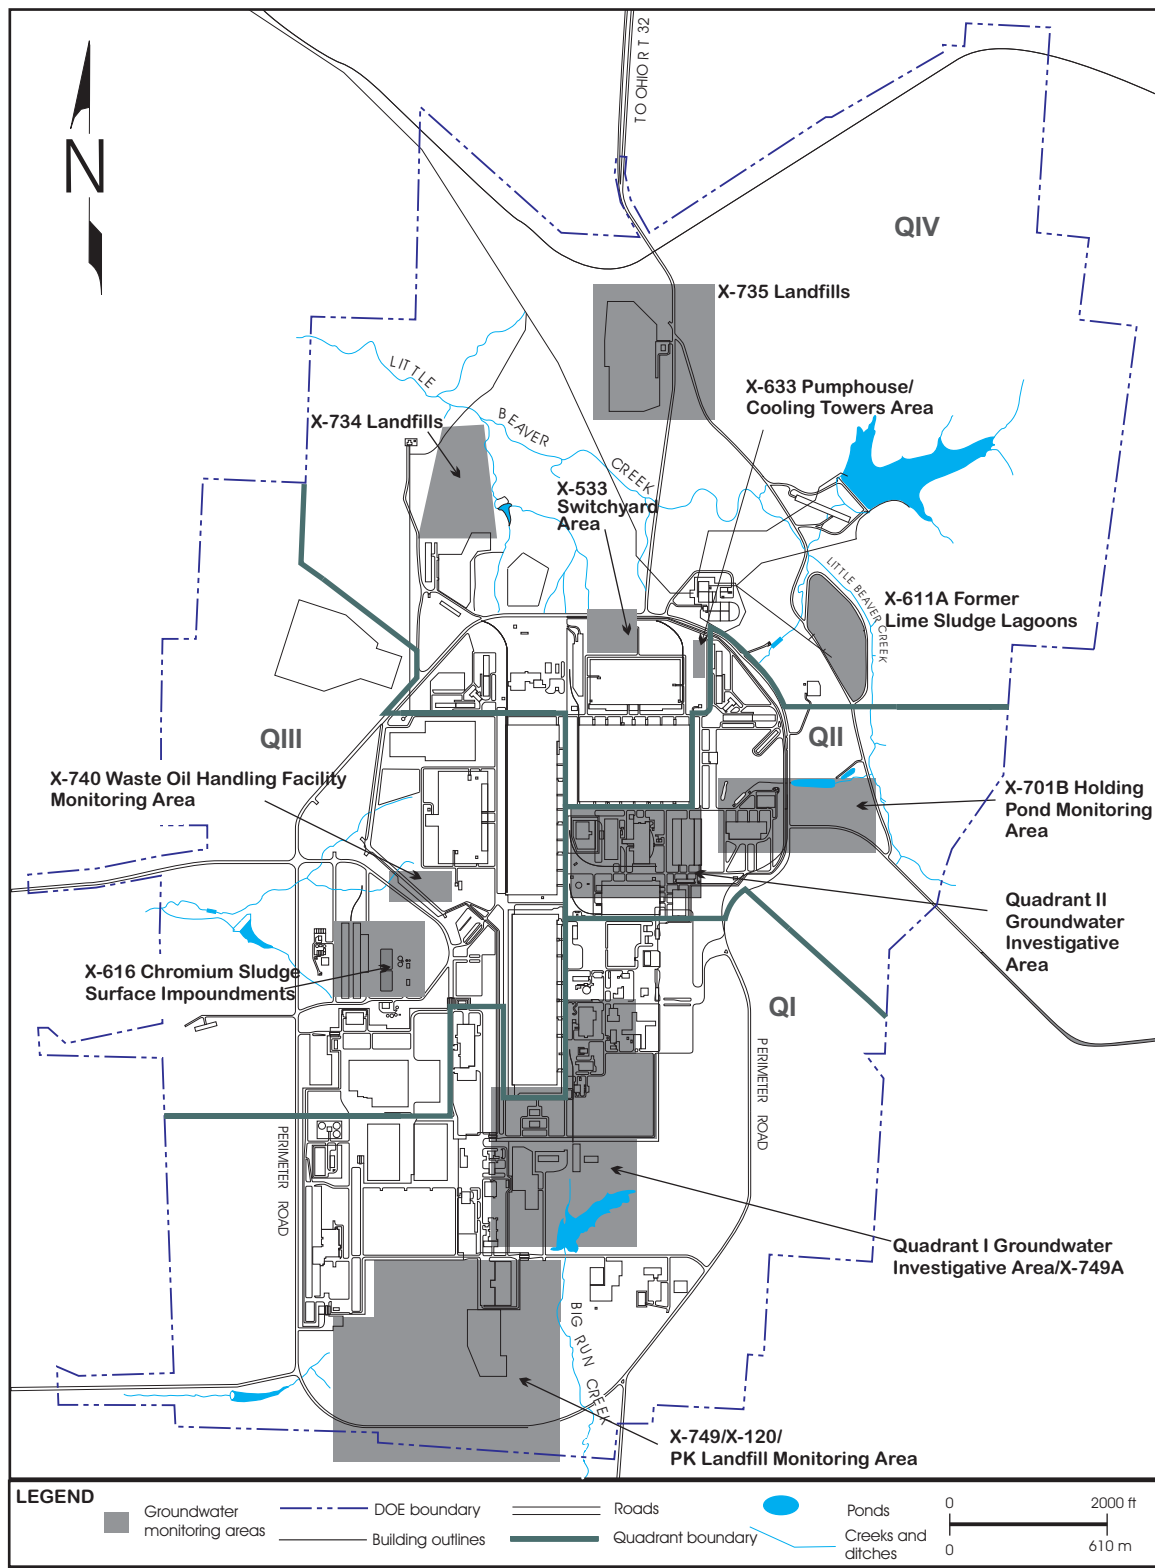 TO OHIO R T 32
N
QIV
X-735 Landfills
LITTLE BEAVER CREEK
X-633 Pumphouse/
Cooling Towers Area
X-734 Landfills
X-533
Switchyard
Area
LITTLE BEAVER CREEK
X-611A Former
Lime Sludge Lagoons
QIII
QII
X-740 Waste Oil Handling Facility
Monitoring Area
X-701B Holding
Pond Monitoring
Area
Quadrant II
Groundwater
Investigative
Area
X-616 Chromium Sludge
Surface Impoundments
QI
PERIMETER ROAD
PERIMETER ROAD
Quadrant I Groundwater
Investigative Area/X-749A
BIG RUN CREEK
X-749/X-120/
PK Landfill Monitoring Area
LEGEND
Groundwater
monitoring areas
DOE boundary
Building outlines
Roads
Quadrant boundary
Ponds
Creeks and
ditches
0 2000 ft
0 610 m